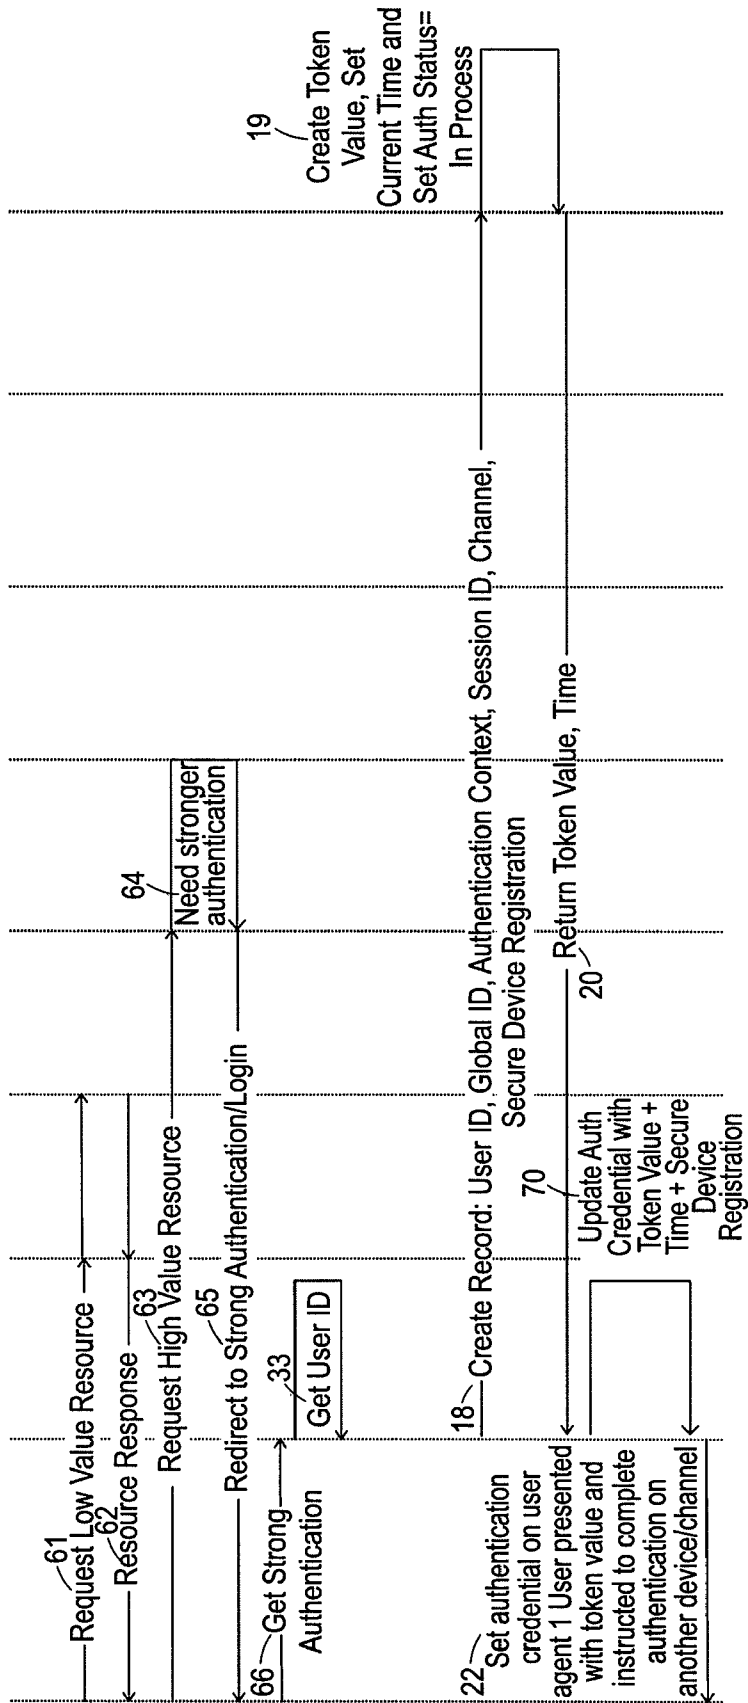 61
Request Low Value Resource
62
Resource Response
63
Request High Value Resource
64
Need stronger
authentication
65
Redirect to Strong Authentication/Login
66
Get Strong
Authentication
33
Get User ID
18
Create Record: User ID, Global ID, Authentication Context, Session ID, Channel,
Secure Device Registration
19
Create Token
Value, Set
Current Time and
Set Auth Status=
In Process
Return Token Value, Time
20
70
Update Auth
Credential with
Token Value +
Time + Secure
Device
Registration
22
Set authentication
credential on user
agent 1 User presented
with token value and
instructed to complete
authentication on
another device/channel